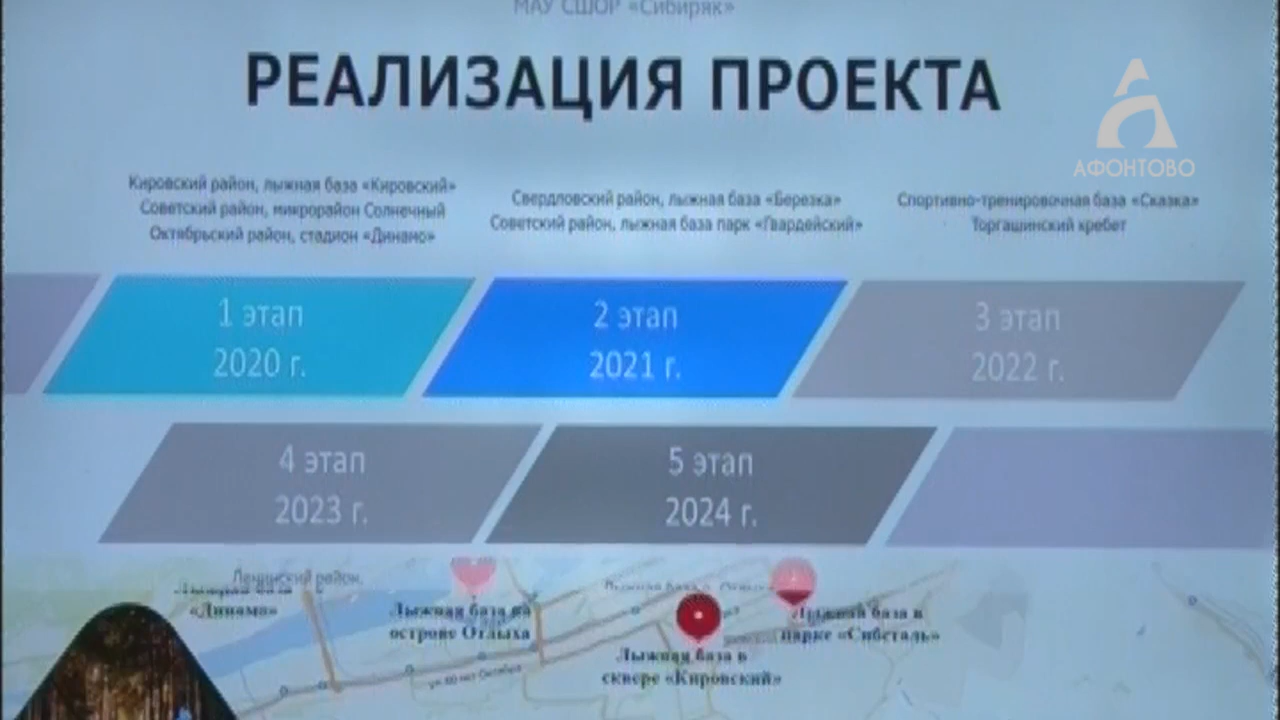 МАУ СШОР «Сибиряк»
РЕАЛИЗАЦИЯ ПРОЕКТА
АФОНТОВО
Кировский район, лыжная база «Кировский»
Советский район, микрорайон Солнечный
Октябрьский район, стадион «Динамо»
Свердловский район, лыжная база «Березка»
Советский район, лыжная база парк «Гвардейский»
Спортивно-тренировочная база «Сказка»
Торгашинский хребет
1 этап
2020 г.
2 этап
2021 г.
3 этап
2022 г.
4 этап
2023 г.
5 этап
2024 г.
Ленинский район,
Лыжная база
«Динамо»
Лыжная база на
острове Отдыха
Лыжная база в
парке «Сибсталь»
Лыжная база в
сквере «Кировский»